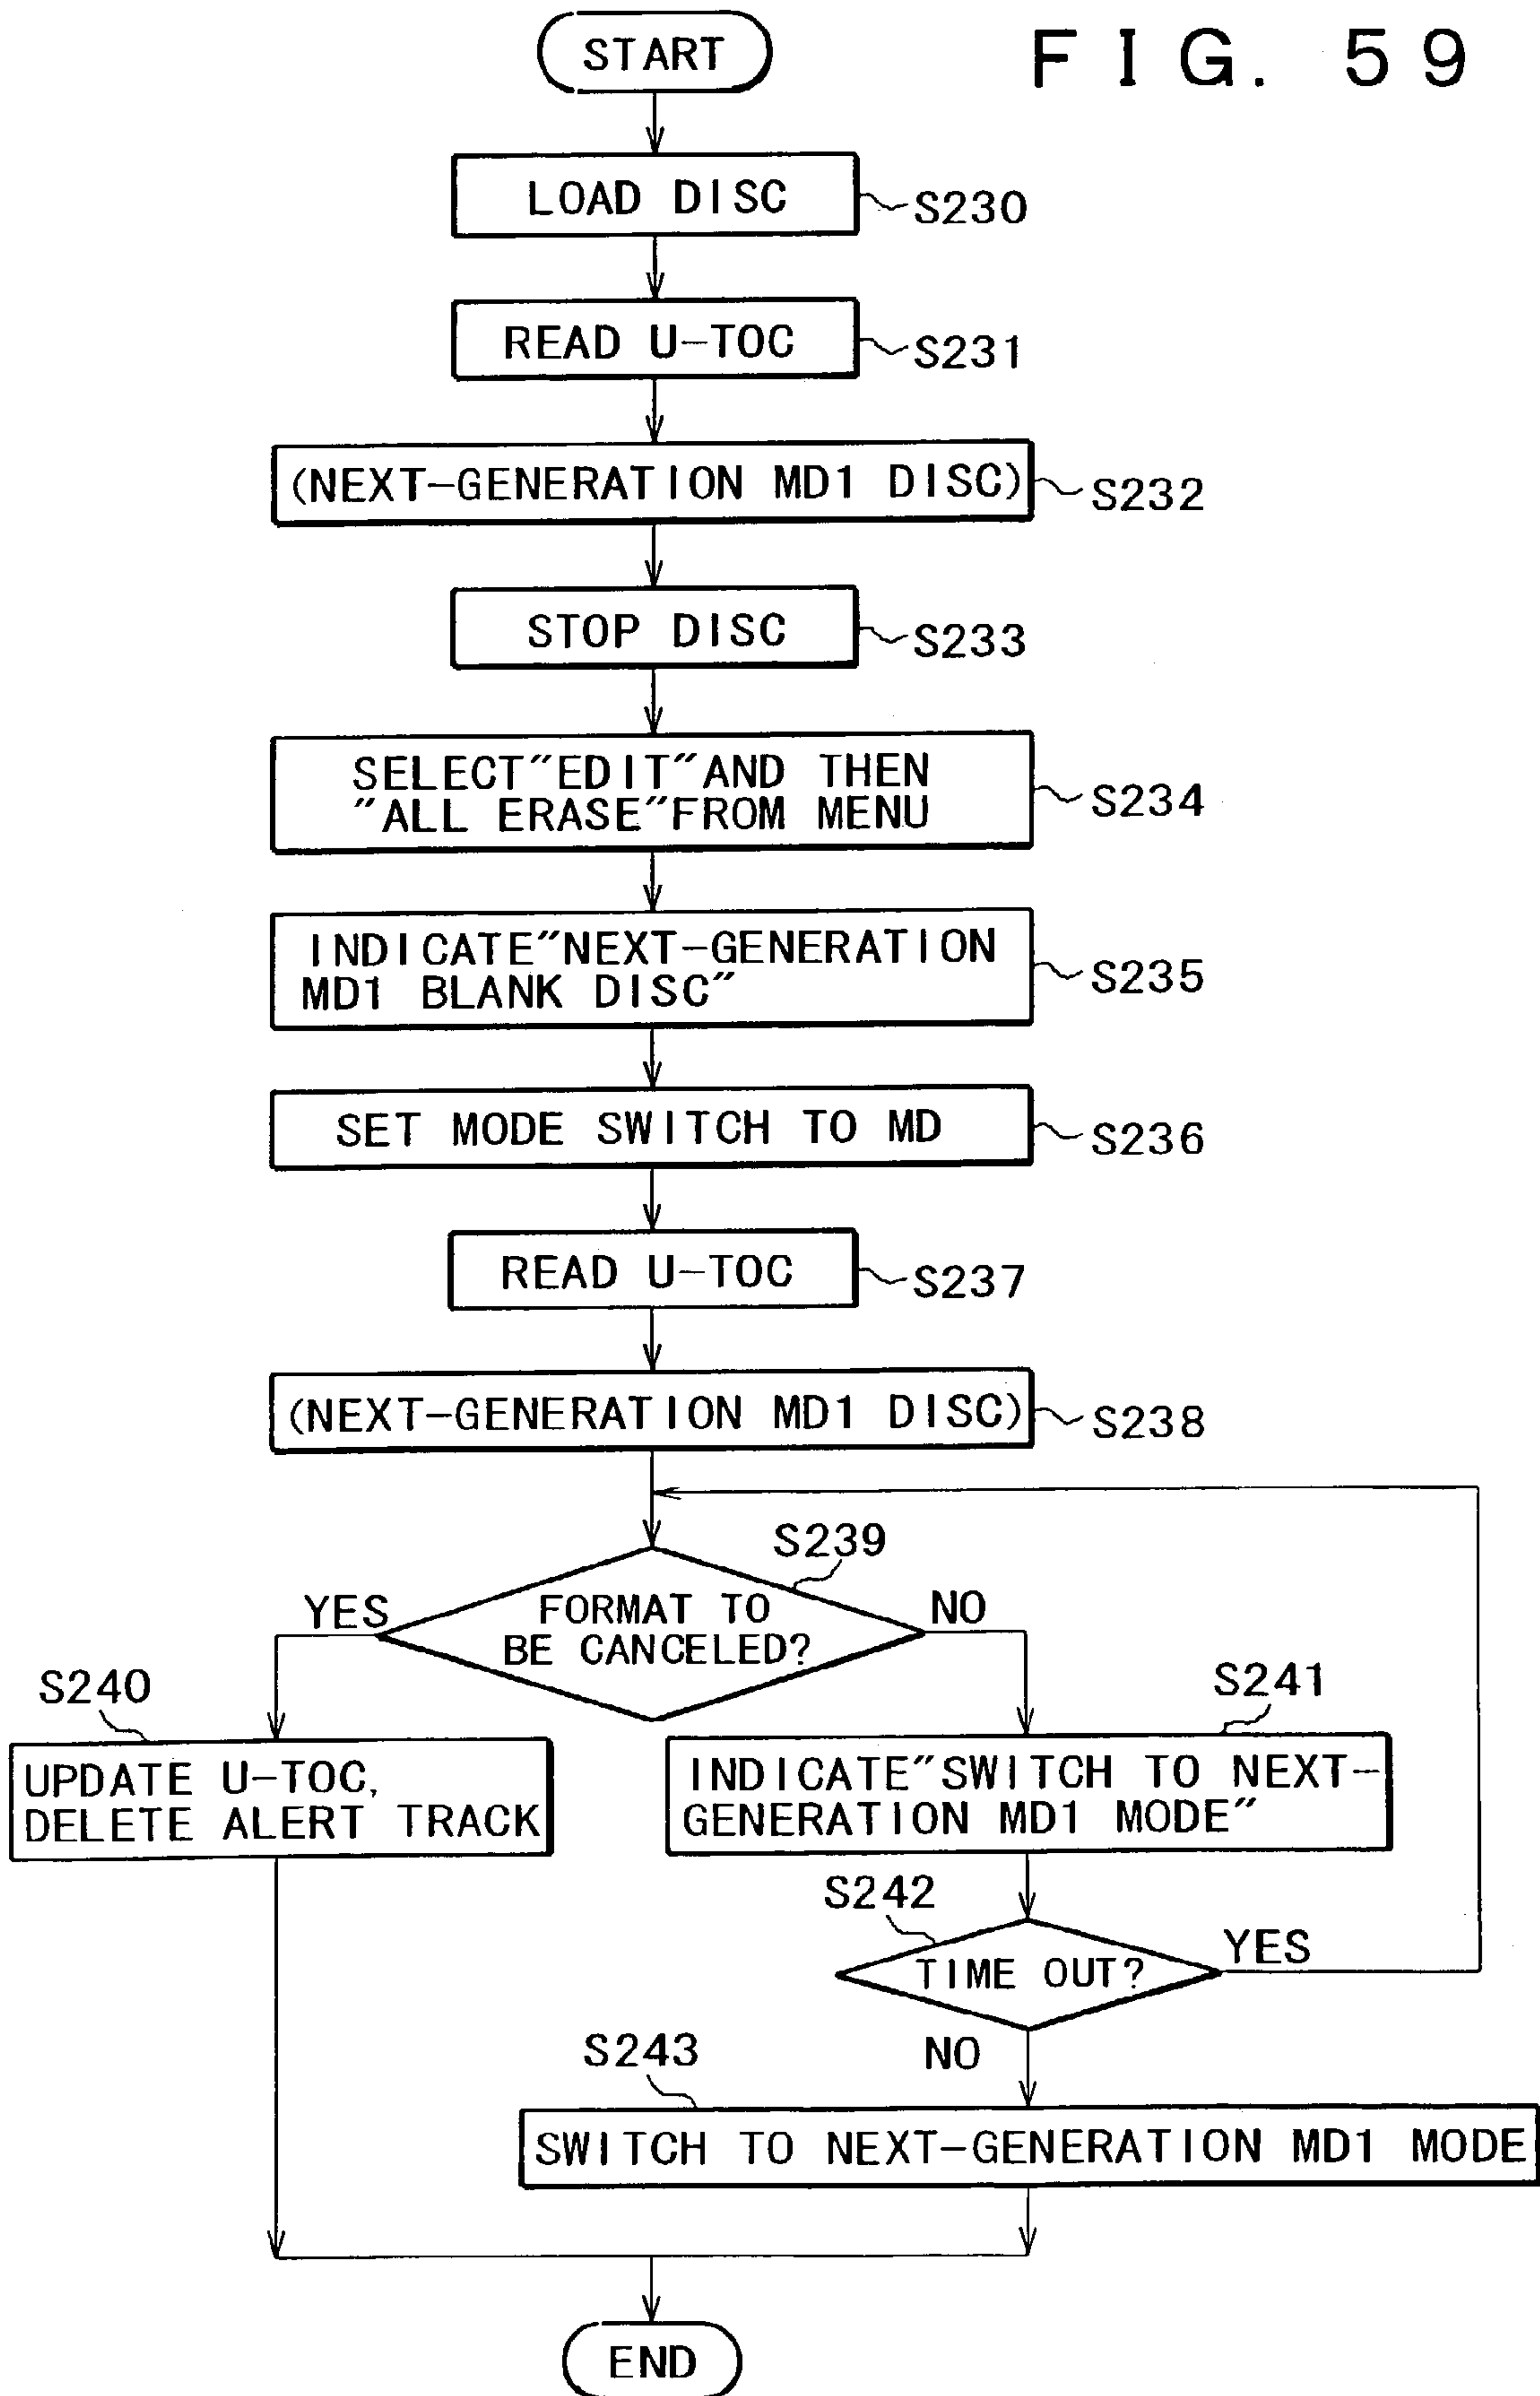 FIG. 59
START
LOAD DISC
S230
READ U-TOC
S231
(NEXT-GENERATION MD1 DISC)
S232
STOP DISC
S233
SELECT"EDIT"AND THEN
"ALL ERASE"FROM MENU
S234
INDICATE"NEXT-GENERATION
MD1 BLANK DISC"
S235
SET MODE SWITCH TO MD
S236
READ U-TOC
S237
(NEXT-GENERATION MD1 DISC)
S238
S239
YES
FORMAT TO
BE CANCELED?
NO
S240
UPDATE U-TOC,
DELETE ALERT TRACK
S241
INDICATE"SWITCH TO NEXT-
GENERATION MD1 MODE"
S242
TIME OUT?
YES
NO
S243
SWITCH TO NEXT-GENERATION MD1 MODE
END